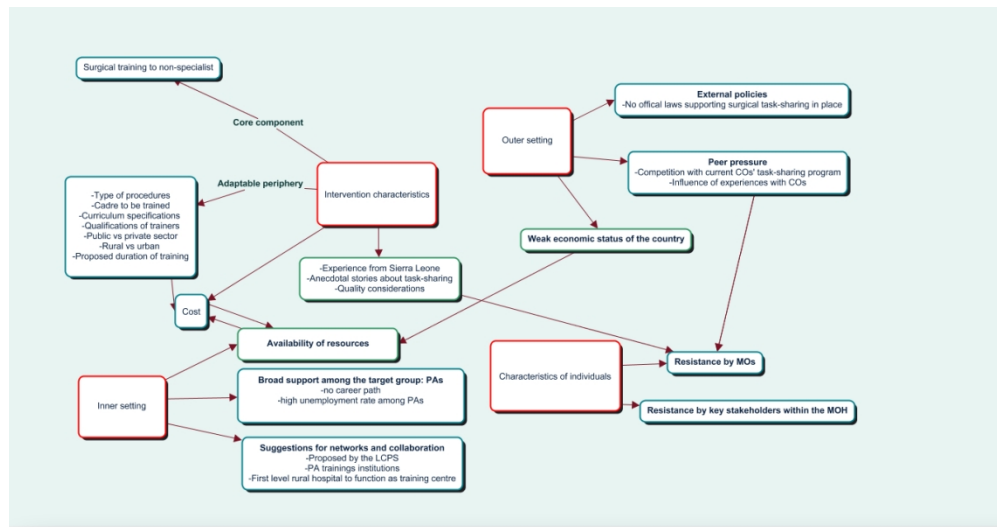 Surgical training to non-specialist
Core component
Adaptable periphery
Intervention characteristics
-Type of procedures
-Cadre to be trained
-Curriculum specifications
-Qualifications of trainers
-Public vs private sector
-Rural vs urban
-Proposed duration of training
-Experience from Sierra Leone
-Anecdotal stories about task-sharing
-Quality considerations
Cost
Availability of resources
Inner setting
Broad support among the target group: PAs
-no career path
-high unemployment rate among PAs
Suggestions for networks and collaboration
-Proposed by the LCPS
-PA trainings institutions
-First level rural hospital to function as training centre
Outer setting
External policies
-No offical laws supporting surgical task-sharing in place
Peer pressure
-Competition with current COs' task-sharing program
-Influence of experiences with COs
Weak economic status of the country
Characteristics of individuals
Resistance by MOs
Resistance by key stakeholders within the MOH